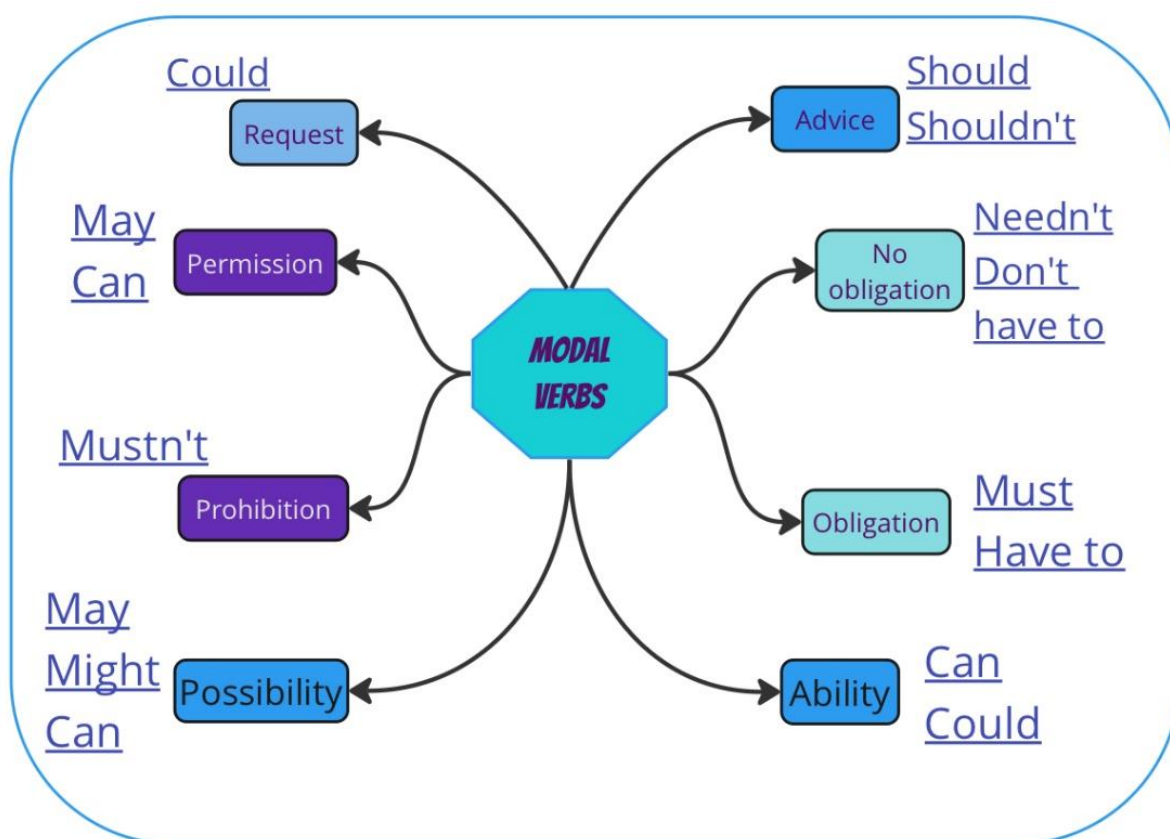 Could
Request
May
Can
Permission
Mustn't
Prohibition
May
Might
Can
Possibility
MODAL
VERBS
Should
Shouldn't
Advice
Needn't
Don't
have to
No
obligation
Must
Have to
Obligation
Can
Could
Ability